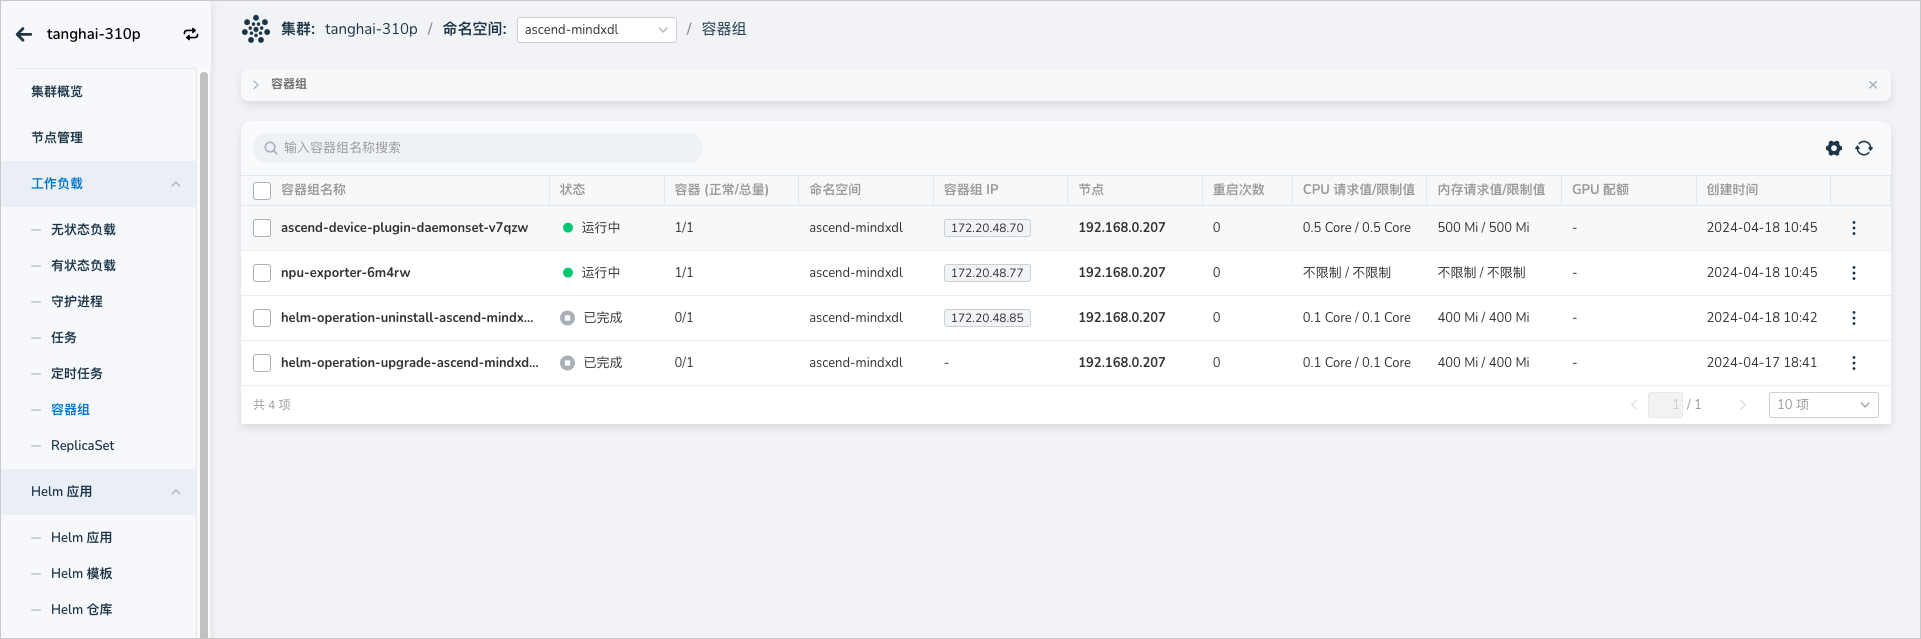 tanghai-310p
集群概览
节点管理
工作负载
无状态负载
有状态负载
守护进程
任务
定时任务
容器组
ReplicaSet
Helm 应用
Helm 应用
Helm 模板
Helm 仓库
集群: tanghai-310p / 命名空间: ascend-mindxdl / 容器组
容器组
输入容器组名称搜索
容器组名称 状态 容器 (正常/总量) 命名空间 容器组 IP 节点 重启次数 CPU 请求值/限制值 内存请求值/限制值 GPU 配额 创建时间
ascend-device-plugin-daemonset-v7qzw 运行中 1/1 ascend-mindxdl 172.20.48.70 192.168.0.207 0 0.5 Core / 0.5 Core 500 Mi / 500 Mi - 2024-04-18 10:45
npu-exporter-6m4rw 运行中 1/1 ascend-mindxdl 172.20.48.77 192.168.0.207 0 不限制 / 不限制 不限制 / 不限制 - 2024-04-18 10:45
helm-operation-uninstall-ascend-mindx... 已完成 0/1 ascend-mindxdl 172.20.48.85 192.168.0.207 0 0.1 Core / 0.1 Core 400 Mi / 400 Mi - 2024-04-18 10:42
helm-operation-upgrade-ascend-mindxd... 已完成 0/1 ascend-mindxdl - 192.168.0.207 0 0.1 Core / 0.1 Core 400 Mi / 400 Mi - 2024-04-17 18:41
共 4 项 1 / 1 10 项